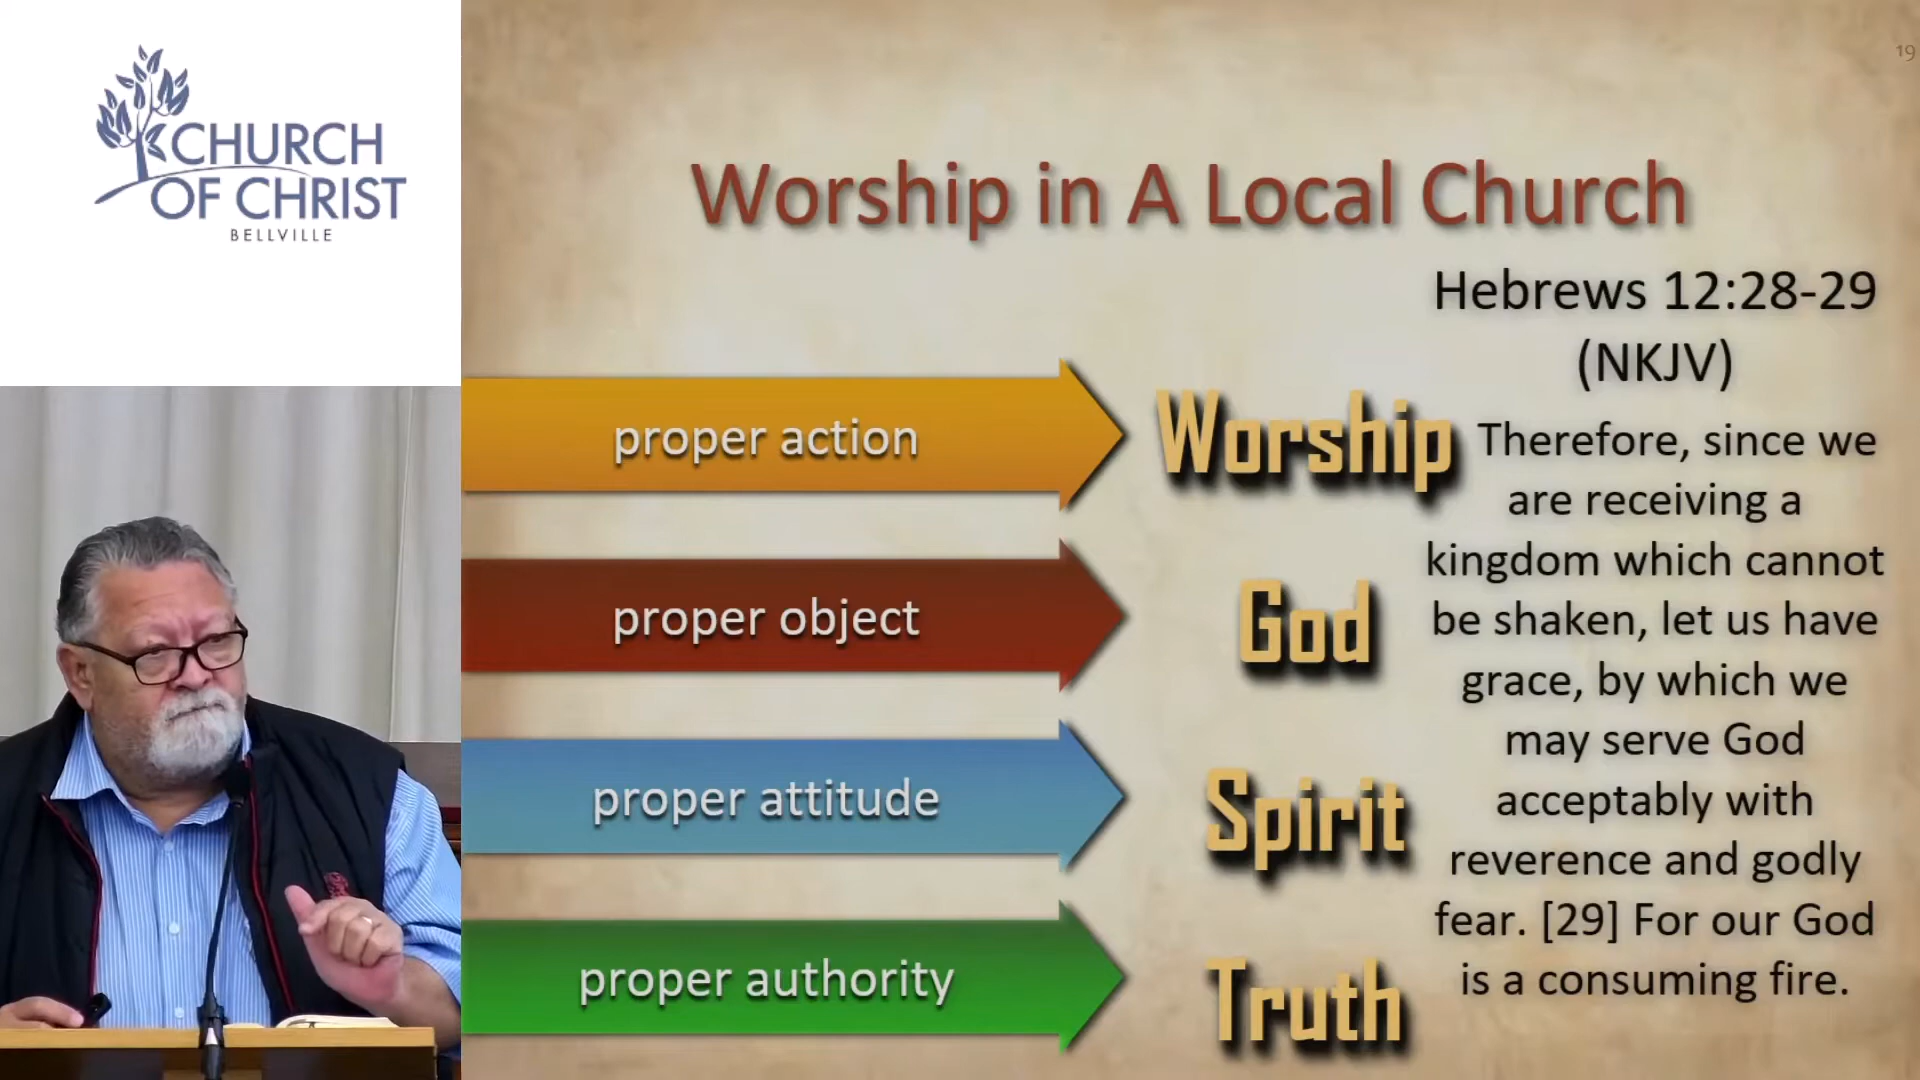 CHURCH
OF CHRIST
BELLVILLE
19
Worship in A Local Church
Hebrews 12:28-29
(NKJV)
Therefore, since we
are receiving a
kingdom which cannot
be shaken, let us have
grace, by which we
may serve God
acceptably with
reverence and godly
fear. [29] For our God
is a consuming fire.
proper action
Worship
proper object
God
proper attitude
Spirit
proper authority
Truth